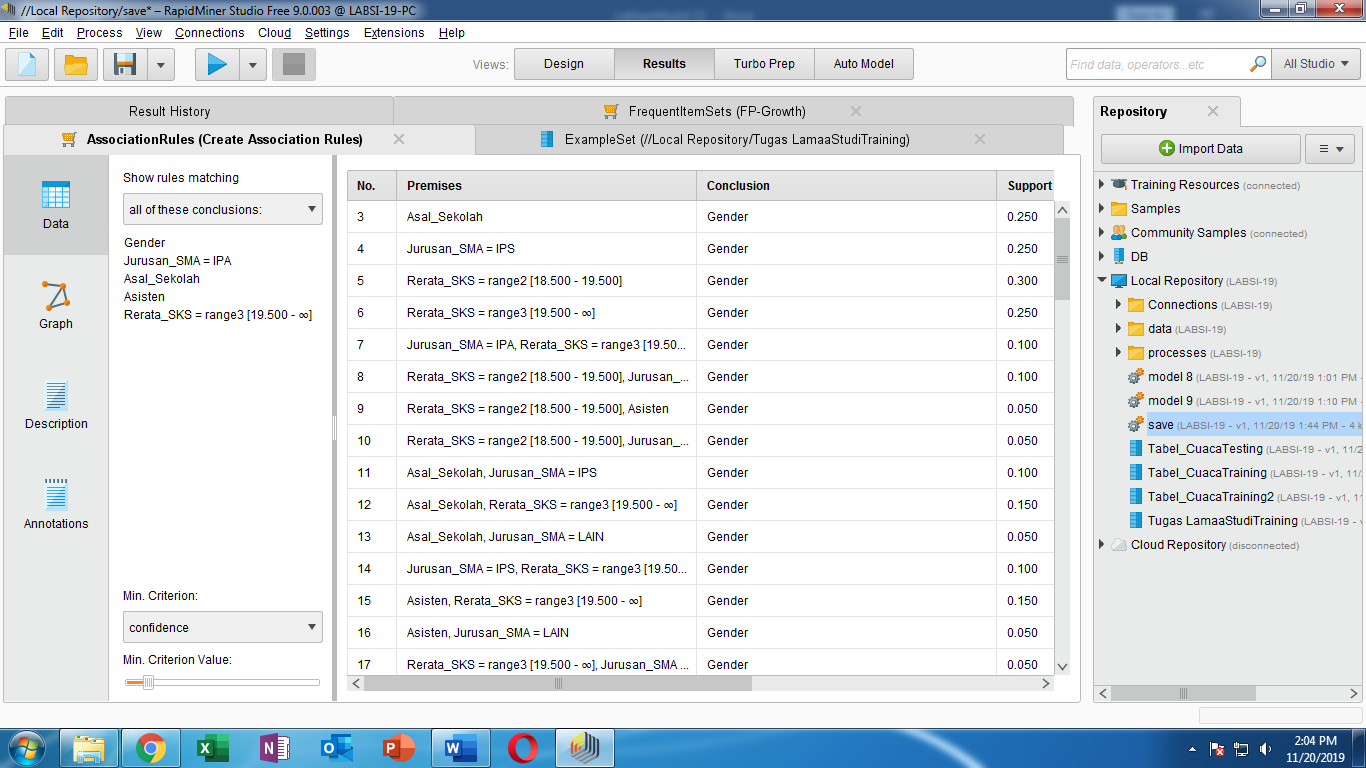 //Local Repository/save* – RapidMiner Studio Free 9.0.003 @ LABSI-19-PC
File Edit Process View Connections Cloud Settings Extensions Help
Views: Design Results Turbo Prep Auto Model Find data, operators...etc All Studio
Result History FrequentItemSets (FP-Growth)
AssociationRules (Create Association Rules) ExampleSet (//Local Repository/Tugas LamaaStudiTraining)
Data
Graph
Description
Annotations
Show rules matching
all of these conclusions:
Gender
Jurusan_SMA = IPA
Asal_Sekolah
Asisten
Rerata_SKS = range3 [19.500 - ∞]
Min. Criterion:
confidence
Min. Criterion Value:
No. Premises Conclusion Support
3 Asal_Sekolah Gender 0.250
4 Jurusan_SMA = IPS Gender 0.250
5 Rerata_SKS = range2 [18.500 - 19.500] Gender 0.300
6 Rerata_SKS = range3 [19.500 - ∞] Gender 0.250
7 Jurusan_SMA = IPA, Rerata_SKS = range3 [19.50... Gender 0.100
8 Rerata_SKS = range2 [18.500 - 19.500], Jurusan_... Gender 0.100
9 Rerata_SKS = range2 [18.500 - 19.500], Asisten Gender 0.050
10 Rerata_SKS = range2 [18.500 - 19.500], Jurusan_... Gender 0.050
11 Asal_Sekolah, Jurusan_SMA = IPS Gender 0.100
12 Asal_Sekolah, Rerata_SKS = range3 [19.500 - ∞] Gender 0.150
13 Asal_Sekolah, Jurusan_SMA = LAIN Gender 0.050
14 Jurusan_SMA = IPS, Rerata_SKS = range3 [19.50... Gender 0.100
15 Asisten, Rerata_SKS = range3 [19.500 - ∞] Gender 0.150
16 Asisten, Jurusan_SMA = LAIN Gender 0.050
17 Rerata_SKS = range3 [19.500 - ∞], Jurusan_SMA ... Gender 0.050
Repository
Import Data
Training Resources (connected)
Samples
Community Samples (connected)
DB
Local Repository (LABSI-19)
Connections (LABSI-19)
data (LABSI-19)
processes (LABSI-19)
model 8 (LABSI-19 - v1, 11/20/19 1:01 PM -
model 9 (LABSI-19 - v1, 11/20/19 1:10 PM -
save (LABSI-19 - v1, 11/20/19 1:44 PM - 4 k
Tabel_CuacaTesting (LABSI-19 - v1, 11/2
Tabel_CuacaTraining (LABSI-19 - v1, 11/
Tabel_CuacaTraining2 (LABSI-19 - v1, 11
Tugas LamaaStudiTraining (LABSI-19 -
Cloud Repository (disconnected)
2:04 PM
11/20/2019